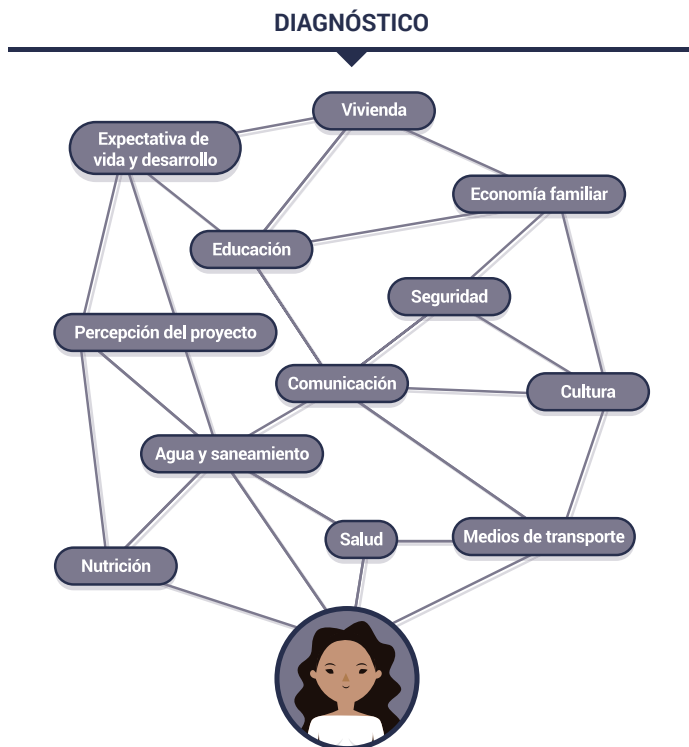 DIAGNÓSTICO
Vivienda
Expectativa de
vida y desarrollo
Economía familiar
Educación
Seguridad
Percepción del proyecto
Comunicación
Cultura
Agua y saneamiento
Salud
Medios de transporte
Nutrición